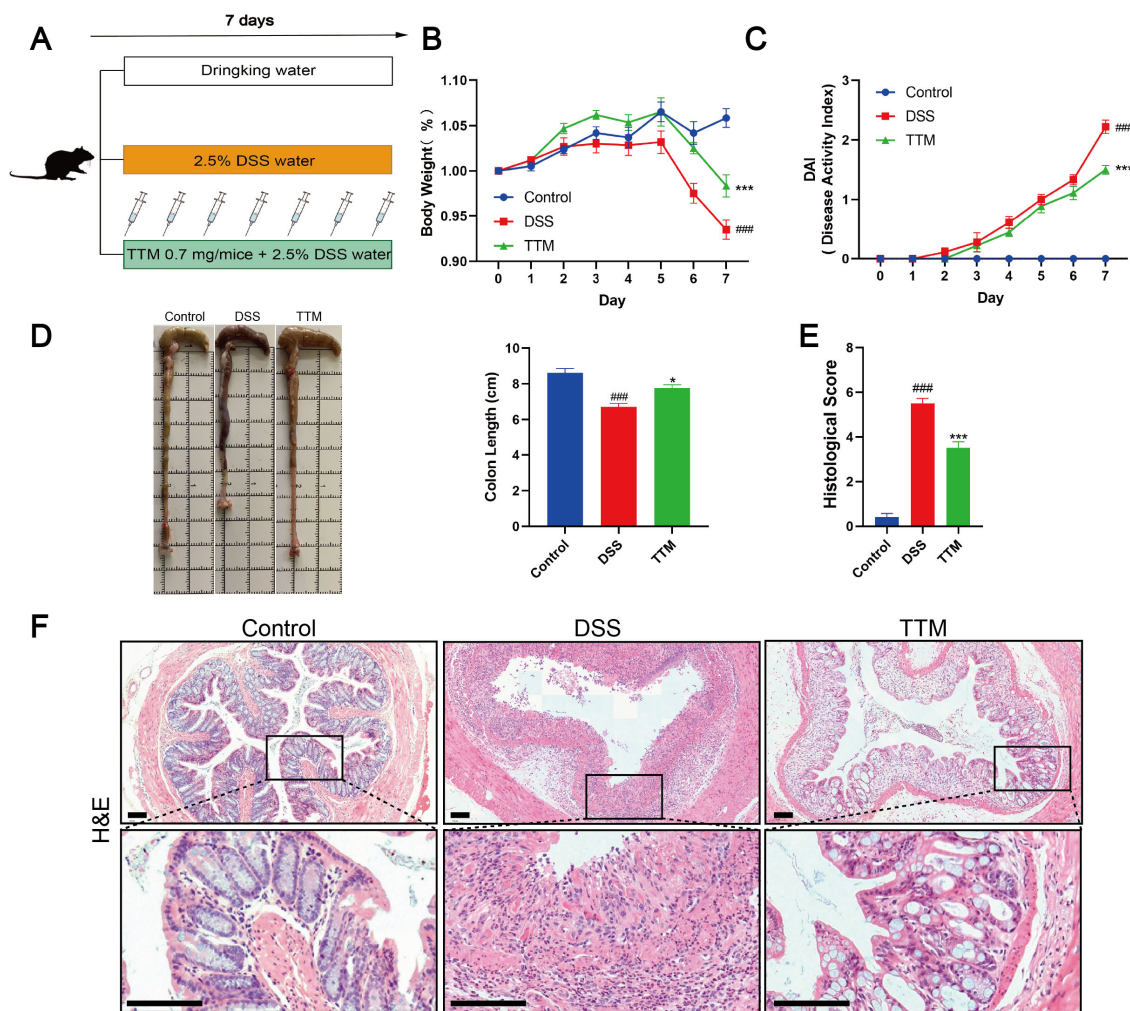 A
7 days
Dringking water
2.5% DSS water
TTM 0.7 mg/mice + 2.5% DSS water
B
1.10
1.05
1.00
0.95
0.90
Body Weight( %)
Control
DSS
TTM
***
###
0 1 2 3 4 5 6 7
Day
C
3
2
1
0
DAI
( Disease Activity Index)
Control
DSS
TTM
###
***
0 1 2 3 4 5 6 7
Day
D
Control DSS TTM
10
8
6
4
2
0
Colon Length (cm)
###
*
Control DSS TTM
E
8
6
4
2
0
Histological Score
###
***
Control DSS TTM
F
Control DSS TTM
H&E